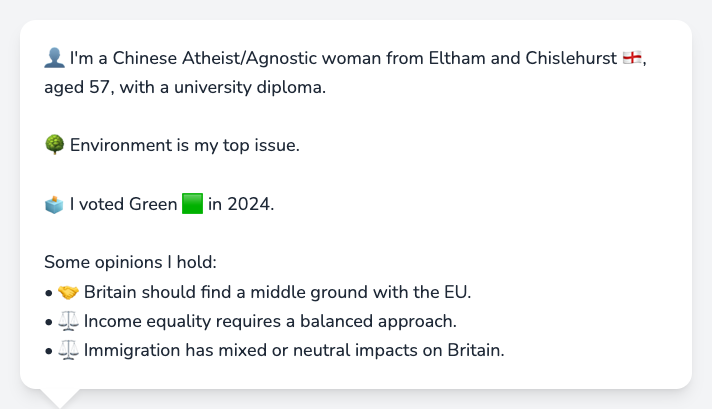 👤 I'm a Chinese Atheist/Agnostic woman from Eltham and Chislehurst 🏴󠁧󠁢󠁥󠁮󠁧󠁿,
aged 57, with a university diploma.
🌳 Environment is my top issue.
🗳️ I voted Green 🟩 in 2024.
Some opinions I hold:
• 🤝 Britain should find a middle ground with the EU.
• ⚖️ Income equality requires a balanced approach.
• ⚖️ Immigration has mixed or neutral impacts on Britain.